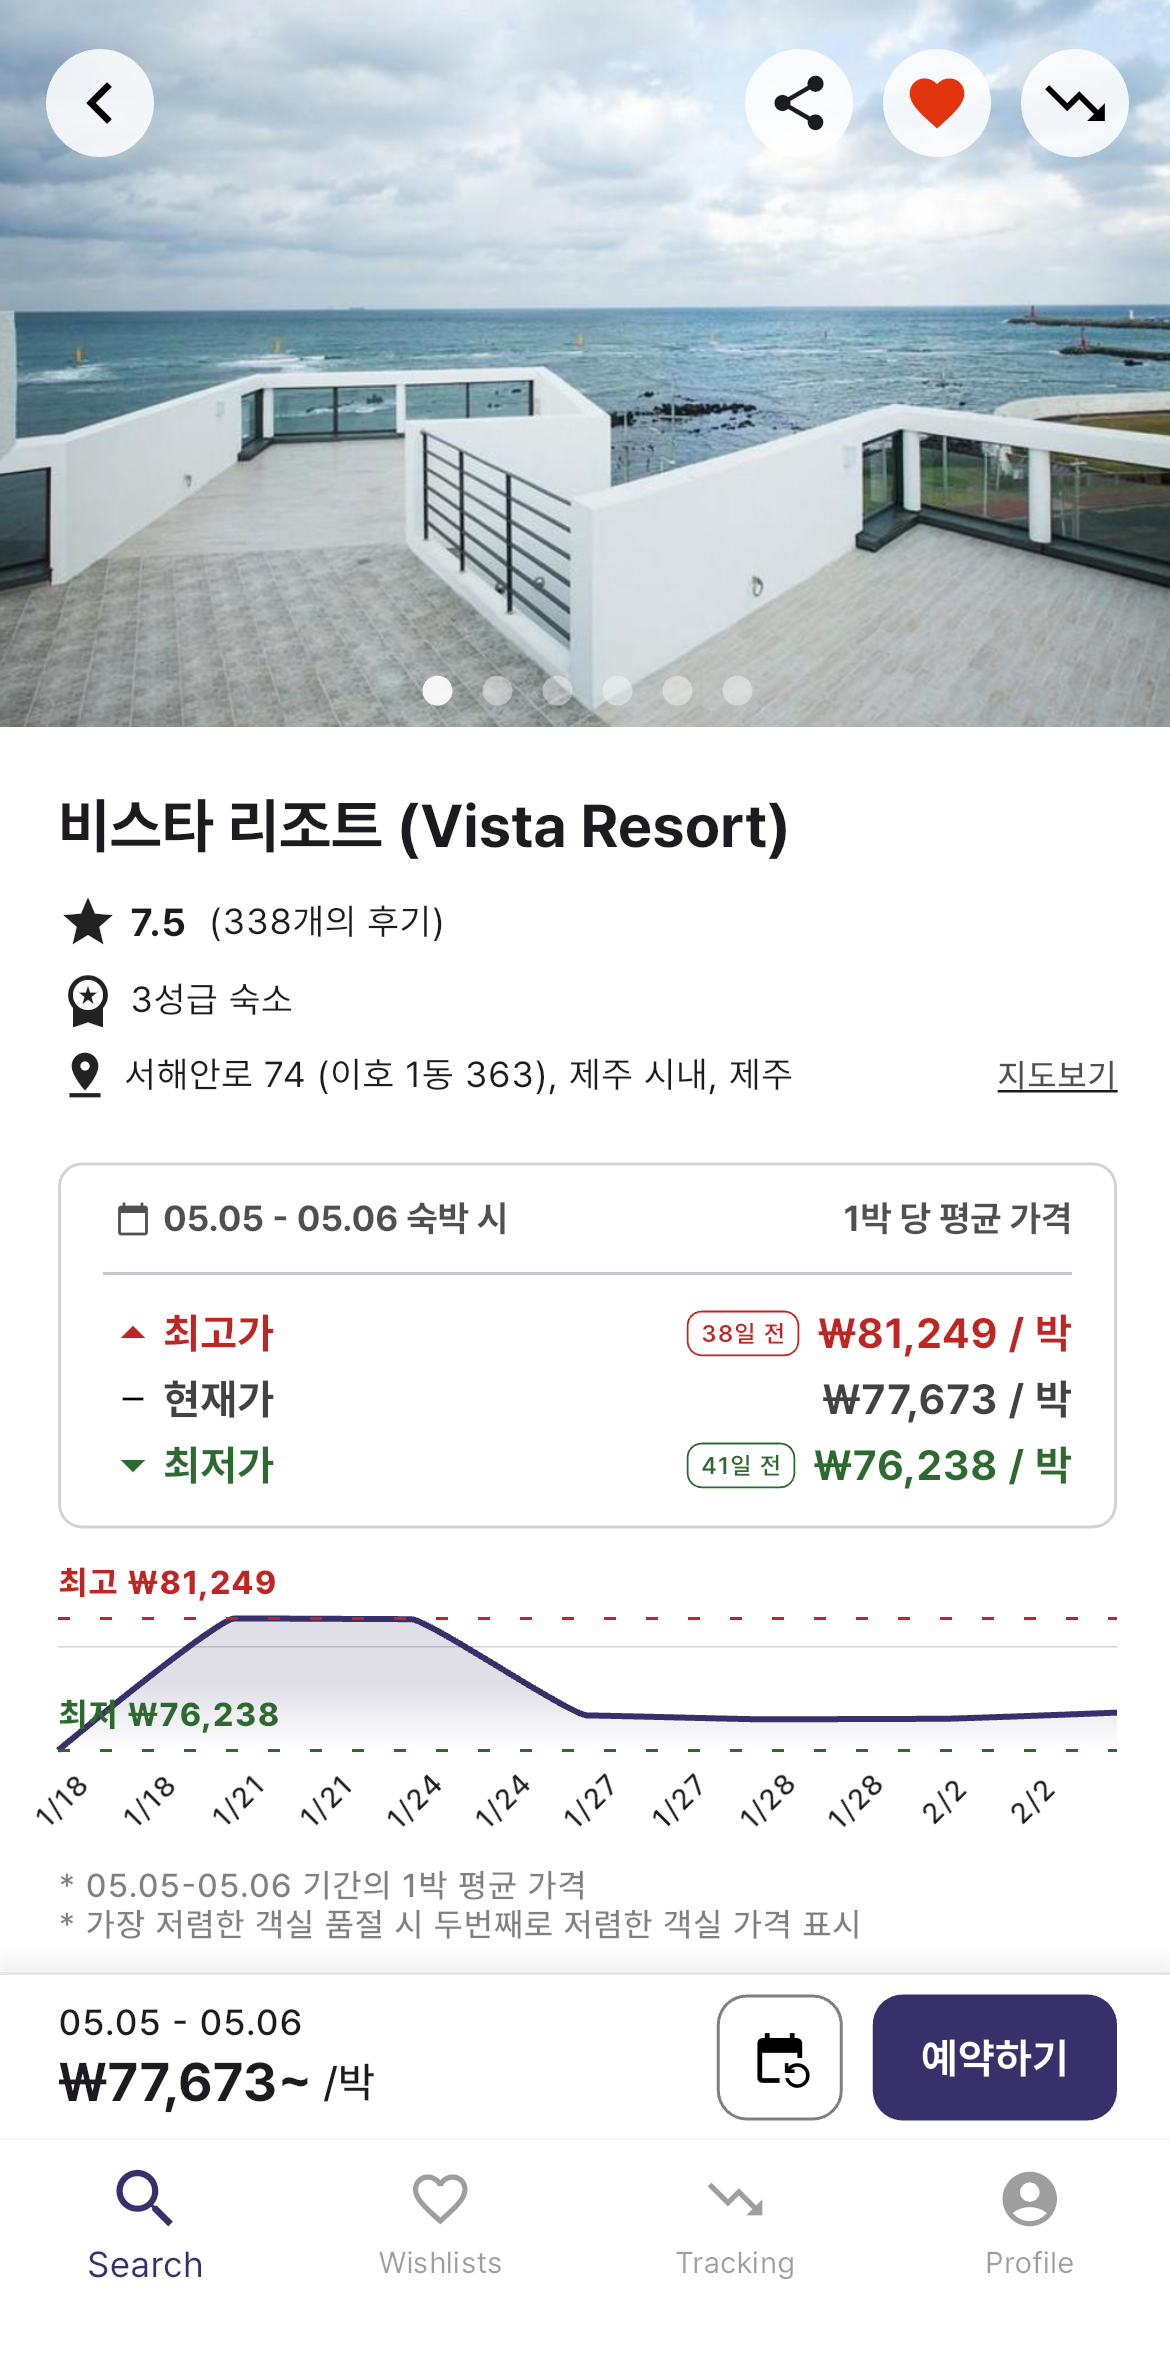 비스타 리조트 (Vista Resort)
7.5 (338개의 후기)
3성급 숙소
서해안로 74 (이호 1동 363), 제주 시내, 제주 지도보기
05.05 - 05.06 숙박 시 1박 당 평균 가격
최고가 38일 전 ₩81,249 / 박
현재가 ₩77,673 / 박
최저가 41일 전 ₩76,238 / 박
최고 ₩81,249
최저 ₩76,238
1/18 1/18 1/21 1/21 1/24 1/24 1/27 1/27 1/28 1/28 2/2 2/2
* 05.05-05.06 기간의 1박 평균 가격
* 가장 저렴한 객실 품절 시 두번째로 저렴한 객실 가격 표시
05.05 - 05.06
₩77,673~ /박
예약하기
Search Wishlists Tracking Profile